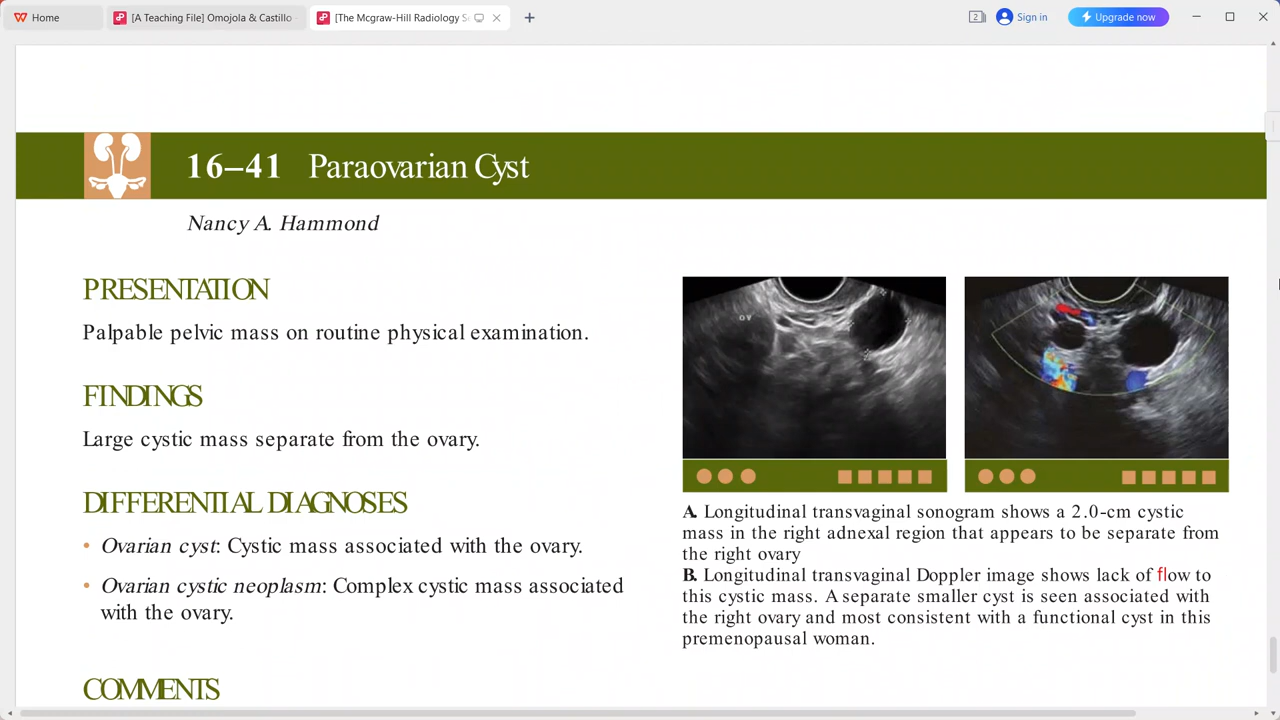 Home
[A Teaching File] Omojola & Castillo
[The Mcgraw-Hill Radiology S
2
Sign in
Upgrade now
16–41 Paraovarian Cyst
Nancy A. Hammond
PRESENTATION
Palpable pelvic mass on routine physical examination.
FINDINGS
Large cystic mass separate from the ovary.
DIFFERENTIAL DIAGNOSES
• Ovarian cyst: Cystic mass associated with the ovary.
• Ovarian cystic neoplasm: Complex cystic mass associated
with the ovary.
COMMENTS
OV
A. Longitudinal transvaginal sonogram shows a 2.0-cm cystic
mass in the right adnexal region that appears to be separate from
the right ovary
B. Longitudinal transvaginal Doppler image shows lack of flow to
this cystic mass. A separate smaller cyst is seen associated with
the right ovary and most consistent with a functional cyst in this
premenopausal woman.